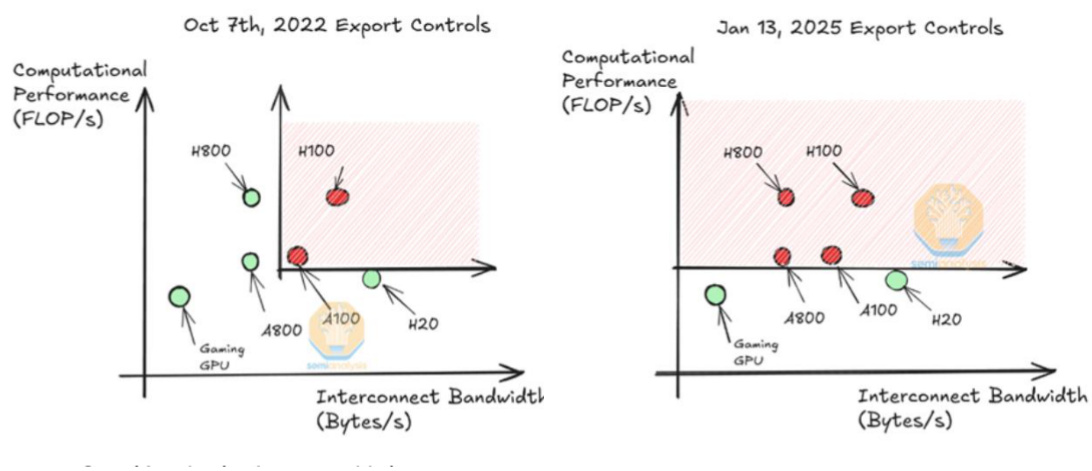 Oct 7th, 2022 Export Controls
Computational
Performance
(FLOP/s)
H800
H100
A800
A100
H20
Gaming
GPU
semianalysis
Interconnect Bandwidth
(Bytes/s)
Jan 13, 2025 Export Controls
Computational
Performance
(FLOP/s)
H800
H100
semianalysis
A800
A100
H20
Gaming
GPU
Interconnect Bandwidth
(Bytes/s)